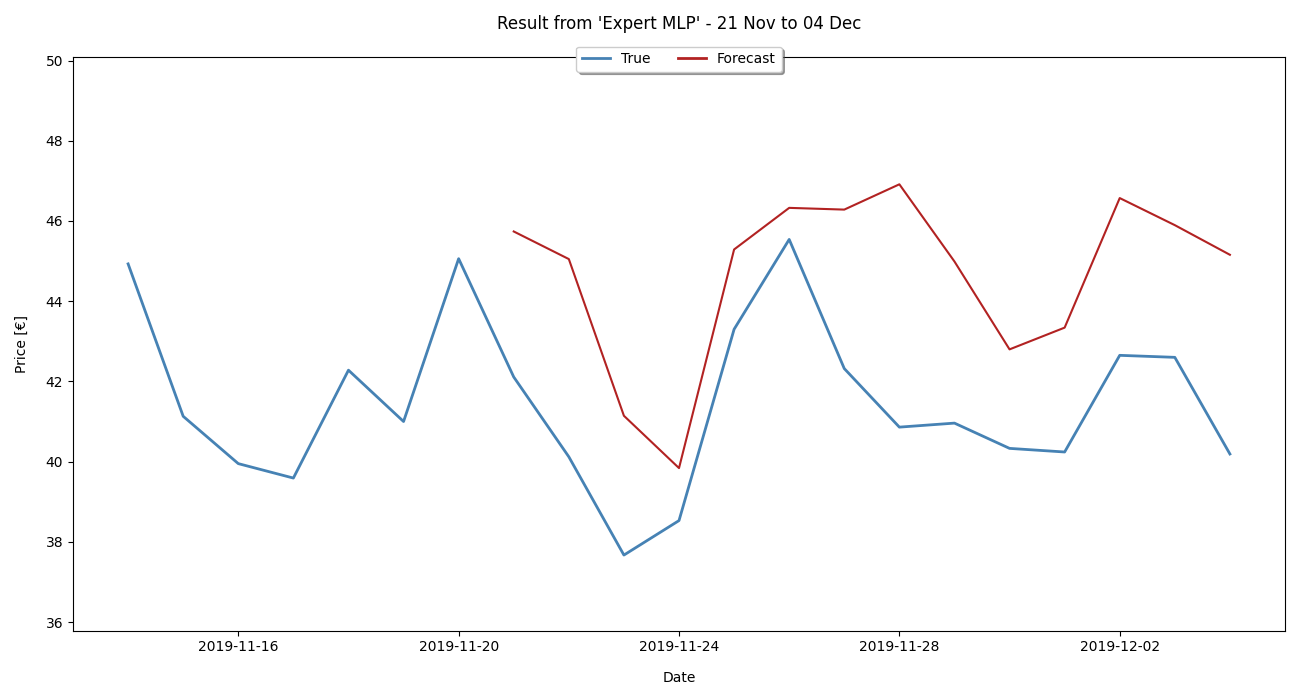 Result from 'Expert MLP' - 21 Nov to 04 Dec
True Forecast
50
48
46
44
42
40
38
36
Price [€]
2019-11-16 2019-11-20 2019-11-24 2019-11-28 2019-12-02
Date